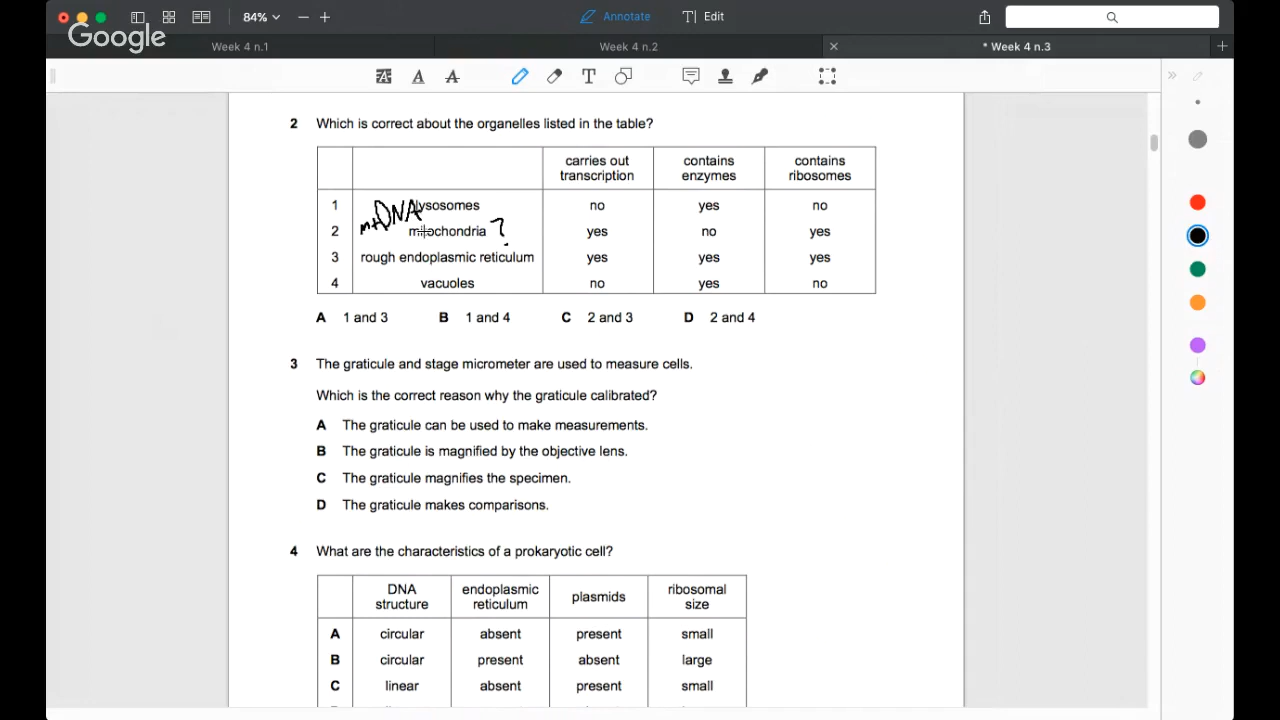 84%
Annotate
Edit
Google
Week 4 n.1
Week 4 n.2
* Week 4 n.3
2 Which is correct about the organelles listed in the table?
carries out transcription contains enzymes contains ribosomes
1 lysosomes no yes no
mtDNA
2 mitochondria ? yes no yes
3 rough endoplasmic reticulum yes yes yes
4 vacuoles no yes no
A 1 and 3 B 1 and 4 C 2 and 3 D 2 and 4
3 The graticule and stage micrometer are used to measure cells.
Which is the correct reason why the graticule calibrated?
A The graticule can be used to make measurements.
B The graticule is magnified by the objective lens.
C The graticule magnifies the specimen.
D The graticule makes comparisons.
4 What are the characteristics of a prokaryotic cell?
DNA structure endoplasmic reticulum plasmids ribosomal size
A circular absent present small
B circular present absent large
C linear absent present small